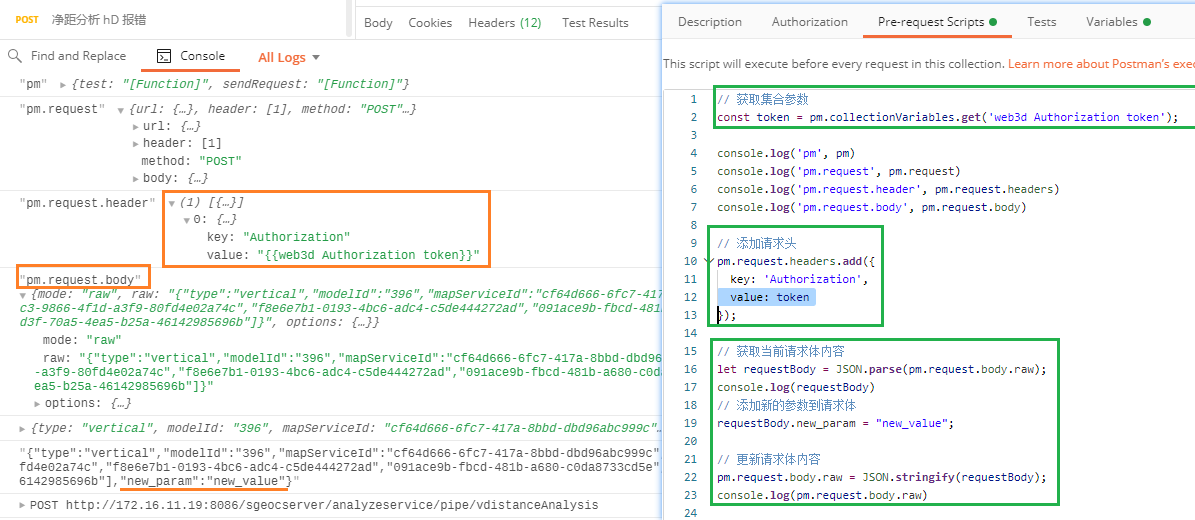 POST 净距分析 hD 报错
Body Cookies Headers (12) Test Results
Find and Replace Console All Logs
"pm" {test: "[Function]", sendRequest: "[Function]"}
"pm.request" {url: {…}, header: [1], method: "POST"…}
url: {…}
header: [1]
method: "POST"
body: {…}
"pm.request.header" (1) [{…}]
0: {…}
key: "Authorization"
value: "{{web3d Authorization token}}"
"pm.request.body"
{mode: "raw", raw: "{"type":"vertical","modelId":"396","mapServiceId":"cf64d666-6fc7-417
c3-9866-4f1d-a3f9-80fd4e02a74c","f8e6e7b1-0193-4bc6-adc4-c5de444272ad","091ace9b-fbcd-481
d3f-70a5-4ea5-b25a-46142985696b"]}", options: {…}}
mode: "raw"
raw: "{"type":"vertical","modelId":"396","mapServiceId":"cf64d666-6fc7-417a-8bbd-dbd96
-a3f9-80fd4e02a74c","f8e6e7b1-0193-4bc6-adc4-c5de444272ad","091ace9b-fbcd-481b-a680-c0da
ea5-b25a-46142985696b"]}"
options: {…}
{type: "vertical", modelId: "396", mapServiceId: "cf64d666-6fc7-417a-8bbd-dbd96abc999c"…
"{"type":"vertical","modelId":"396","mapServiceId":"cf64d666-6fc7-417a-8bbd-dbd96abc999c"
fd4e02a74c","f8e6e7b1-0193-4bc6-adc4-c5de444272ad","091ace9b-fbcd-481b-a680-c0da8733cd5e"
6142985696b"],"new_param":"new_value"}"
POST http://172.16.11.19:8086/sgeocserver/analyzeservice/pipe/vdistanceAnalysis
Description Authorization Pre-request Scripts Tests Variables
This script will execute before every request in this collection. Learn more about Postman's exec
1 // 获取集合参数
2 const token = pm.collectionVariables.get('web3d Authorization token');
3
4 console.log('pm', pm)
5 console.log('pm.request', pm.request)
6 console.log('pm.request.header', pm.request.headers)
7 console.log('pm.request.body', pm.request.body)
8
9 // 添加请求头
10 pm.request.headers.add({
11 key: 'Authorization',
12 value: token
13 });
14
15 // 获取当前请求体内容
16 let requestBody = JSON.parse(pm.request.body.raw);
17 console.log(requestBody)
18 // 添加新的参数到请求体
19 requestBody.new_param = "new_value";
20
21 // 更新请求体内容
22 pm.request.body.raw = JSON.stringify(requestBody);
23 console.log(pm.request.body.raw)
24